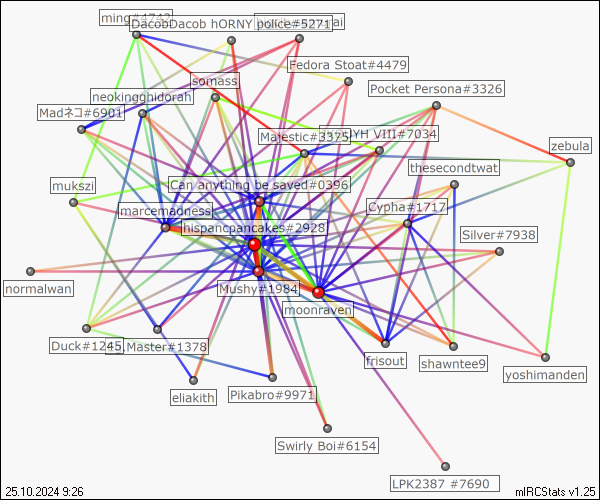 ming#4742
DacobDacob hORNY police#5271
Fedora Stoat#4479
somass
Pocket Persona#3326
neokingghidorah
Madネコ#6901
Majestic#3375
VIII#7034
zebula
thesecondtwat
mukszi
Can anything be saved#0396
marcemadness
Cypha#1717
hispancpancakes#2928
Silver#7938
normalwan
Mushy#1984
moonraven
Duck#1245
Master#1378
frisout
shawntee9
yoshimanden
eliakith
Pikabro#9971
Swirly Boi#6154
LPK2387 #7690
25.10.2024 9:26
mIRCStats v1.25